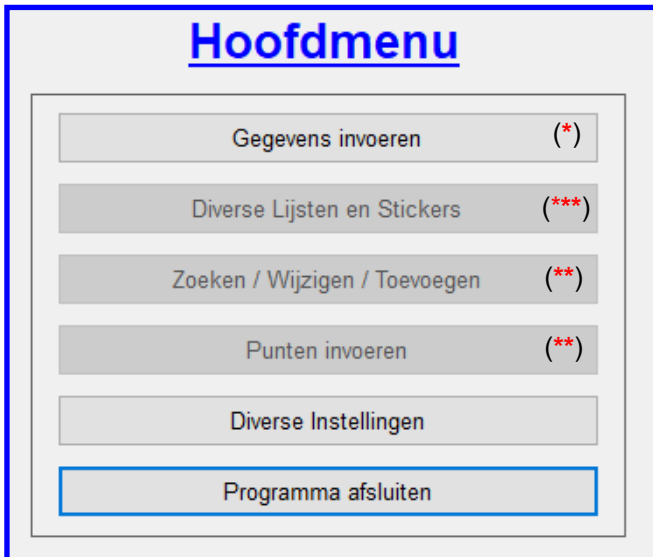 Hoofdmenu
Gegevens invoeren (*)
Diverse Lijsten en Stickers (***)
Zoeken / Wijzigen / Toevoegen (**)
Punten invoeren (**)
Diverse Instellingen
Programma afsluiten